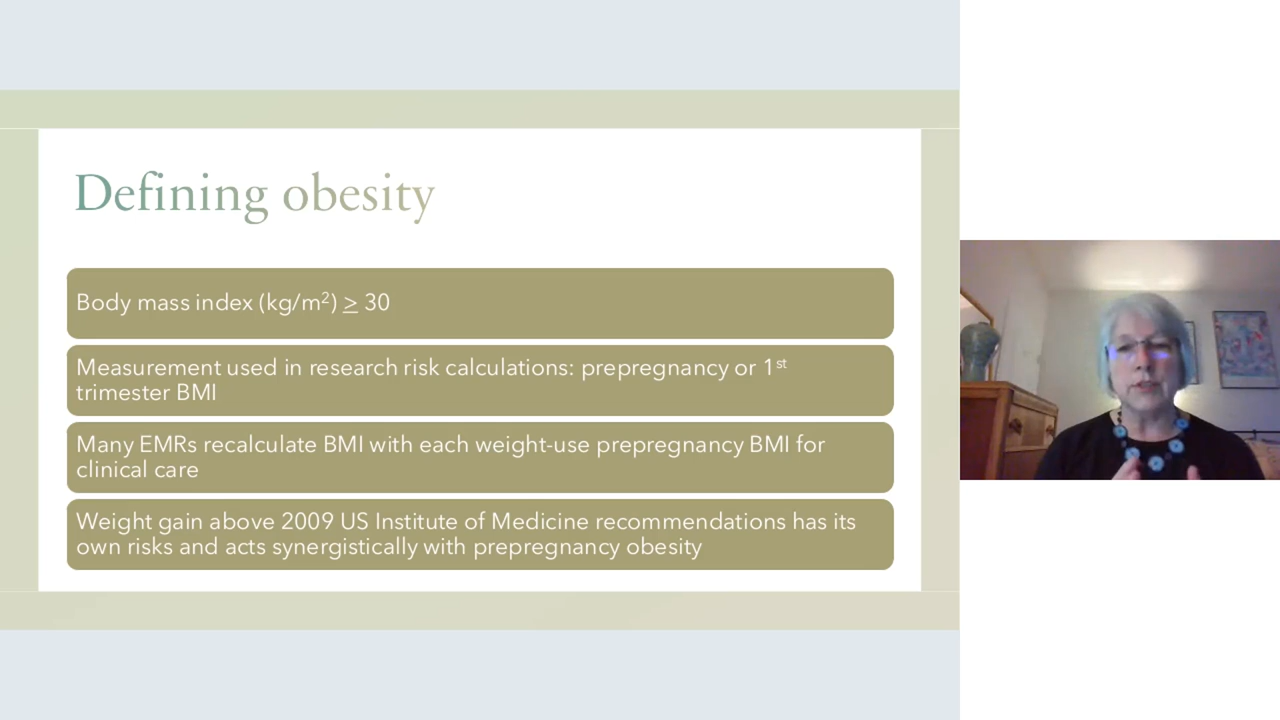 Defining obesity
Body mass index (kg/m²) ≥ 30
Measurement used in research risk calculations: prepregnancy or 1st
trimester BMI
Many EMRs recalculate BMI with each weight-use prepregnancy BMI for
clinical care
Weight gain above 2009 US Institute of Medicine recommendations has its
own risks and acts synergistically with prepregnancy obesity